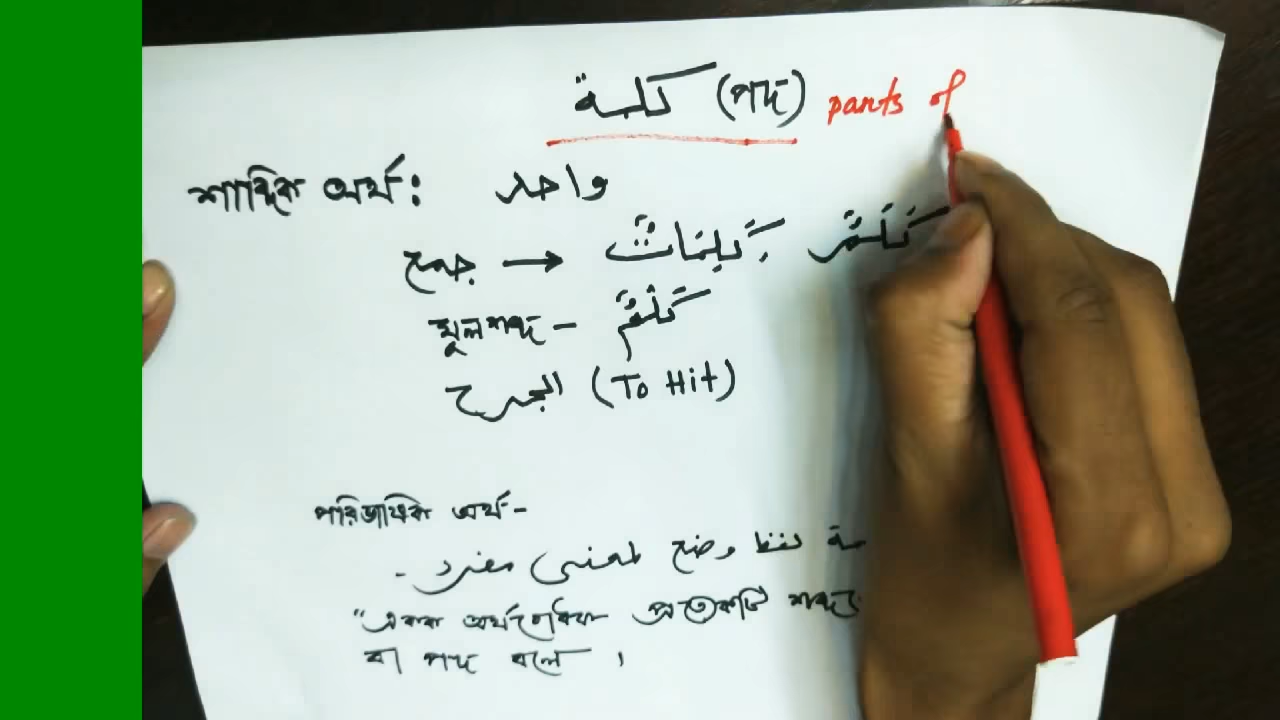 كلمة (পদ) parts of
শাব্দিক অর্থ: واحد
جمع → كَلِمَاتٌ, كَلِمٌ
মূলশব্দ - كَلْمٌ
الجرح (To Hit)
পারিভাষিক অর্থ-
مة لفظ وضع لمعنى مفرد -
"একক অর্থবোধক প্রত্যেকটি শব্দকে
বা পদ বলে ।